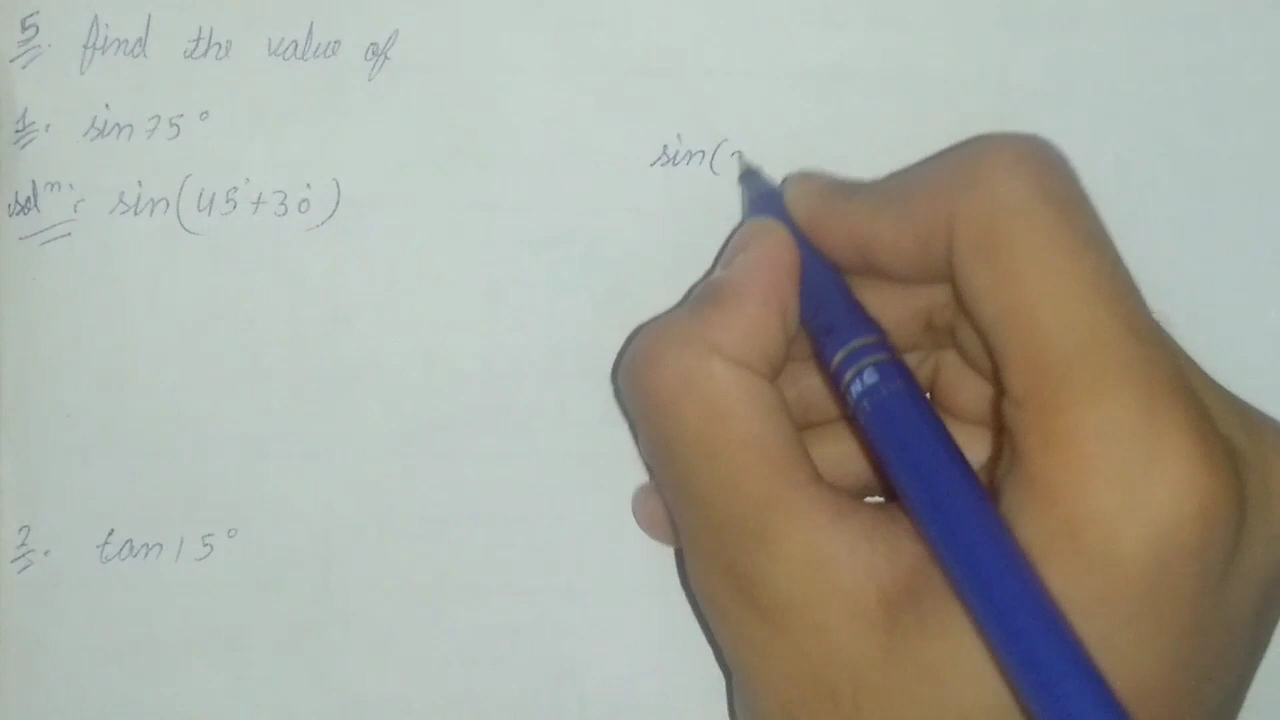 5. find the value of
1. sin 75°
solⁿ: sin(45°+30°)
sin(
2. tan 15°